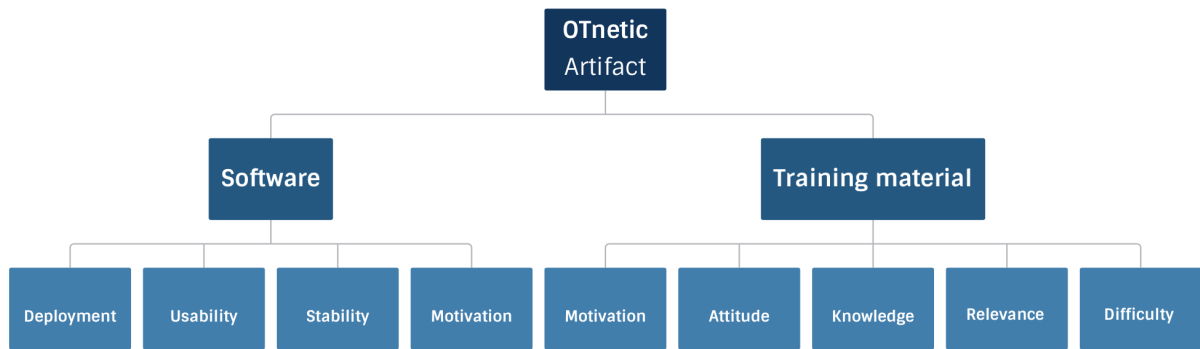 OTnetic
Artifact
Software
Training material
Deployment
Usability
Stability
Motivation
Motivation
Attitude
Knowledge
Relevance
Difficulty